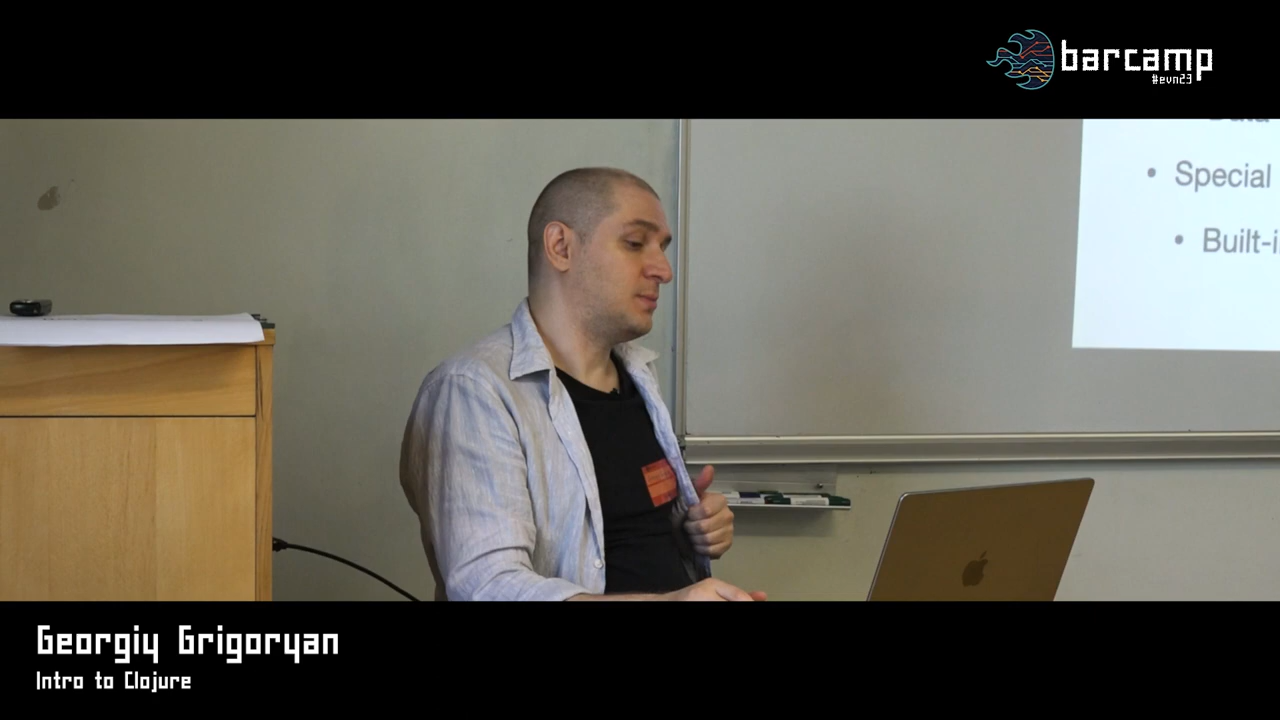 barcamp
#evn23
• Special
• Built-i
Georgiy Grigoryan
Intro to Clojure